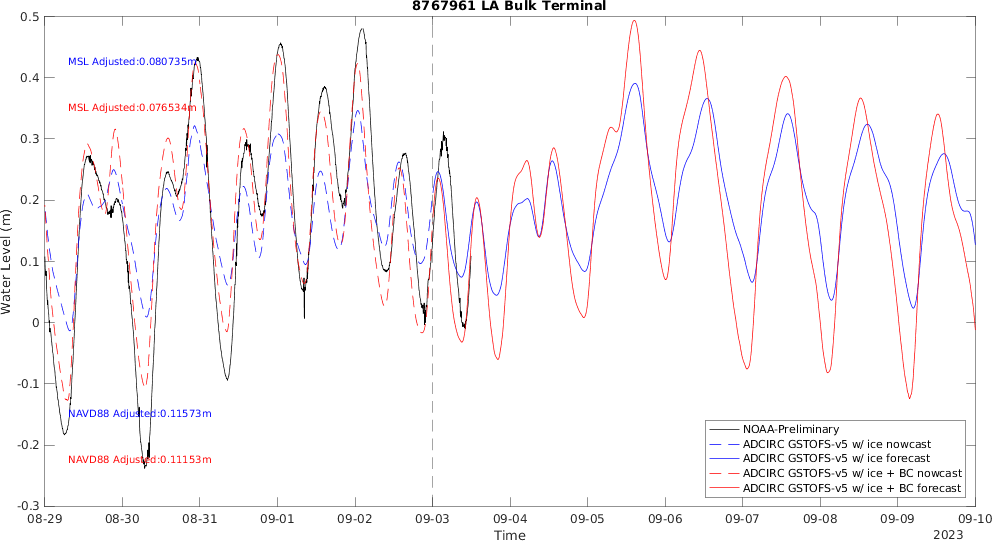 8767961 LA Bulk Terminal
0.5
0.4
0.3
0.2
0.1
0
-0.1
-0.2
-0.3
Water Level (m)
MSL Adjusted:0.080735m
MSL Adjusted:0.076534m
NAVD88 Adjusted:0.11573m
NAVD88 Adjusted:0.11153m
NOAA-Preliminary
ADCIRC GSTOFS-v5 w/ ice nowcast
ADCIRC GSTOFS-v5 w/ ice forecast
ADCIRC GSTOFS-v5 w/ ice + BC nowcast
ADCIRC GSTOFS-v5 w/ ice + BC forecast
08-29 08-30 08-31 09-01 09-02 09-03 09-04 09-05 09-06 09-07 09-08 09-09 09-10
Time
2023